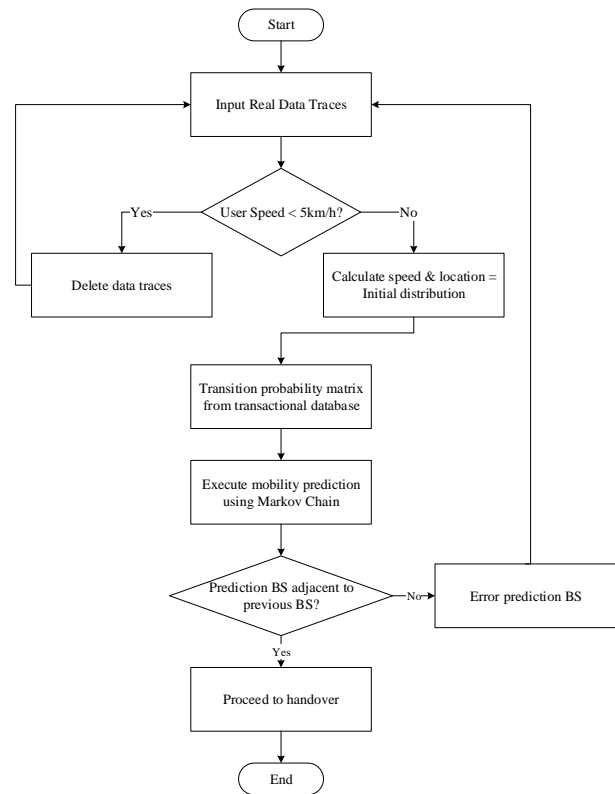 Start
Input Real Data Traces
User Speed < 5km/h?
Yes
No
Delete data traces
Calculate speed & location =
Initial distribution
Transition probability matrix
from transactional database
Execute mobility prediction
using Markov Chain
Prediction BS adjacent to
previous BS?
No
Error prediction BS
Yes
Proceed to handover
End